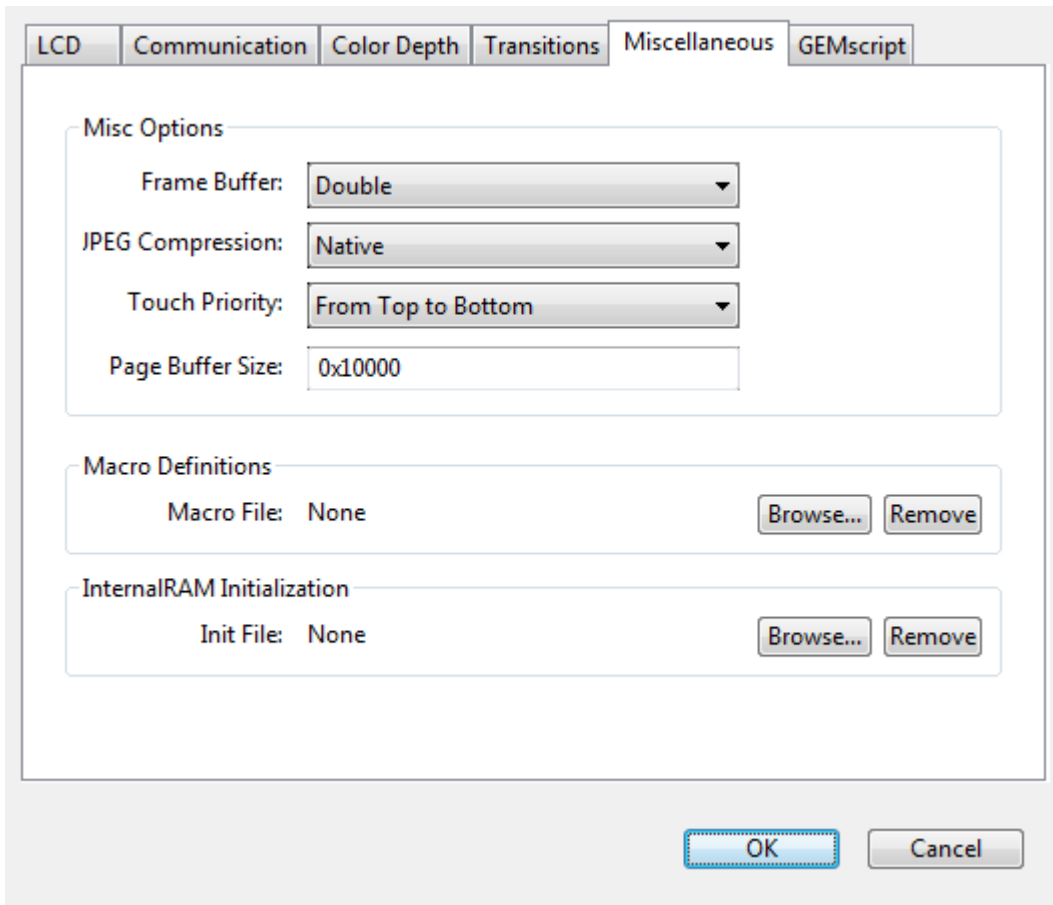 LCD Communication Color Depth Transitions Miscellaneous GEMscript
Misc Options
Frame Buffer: Double
JPEG Compression: Native
Touch Priority: From Top to Bottom
Page Buffer Size: 0x10000
Macro Definitions
Macro File: None Browse... Remove
InternalRAM Initialization
Init File: None Browse... Remove
OK Cancel